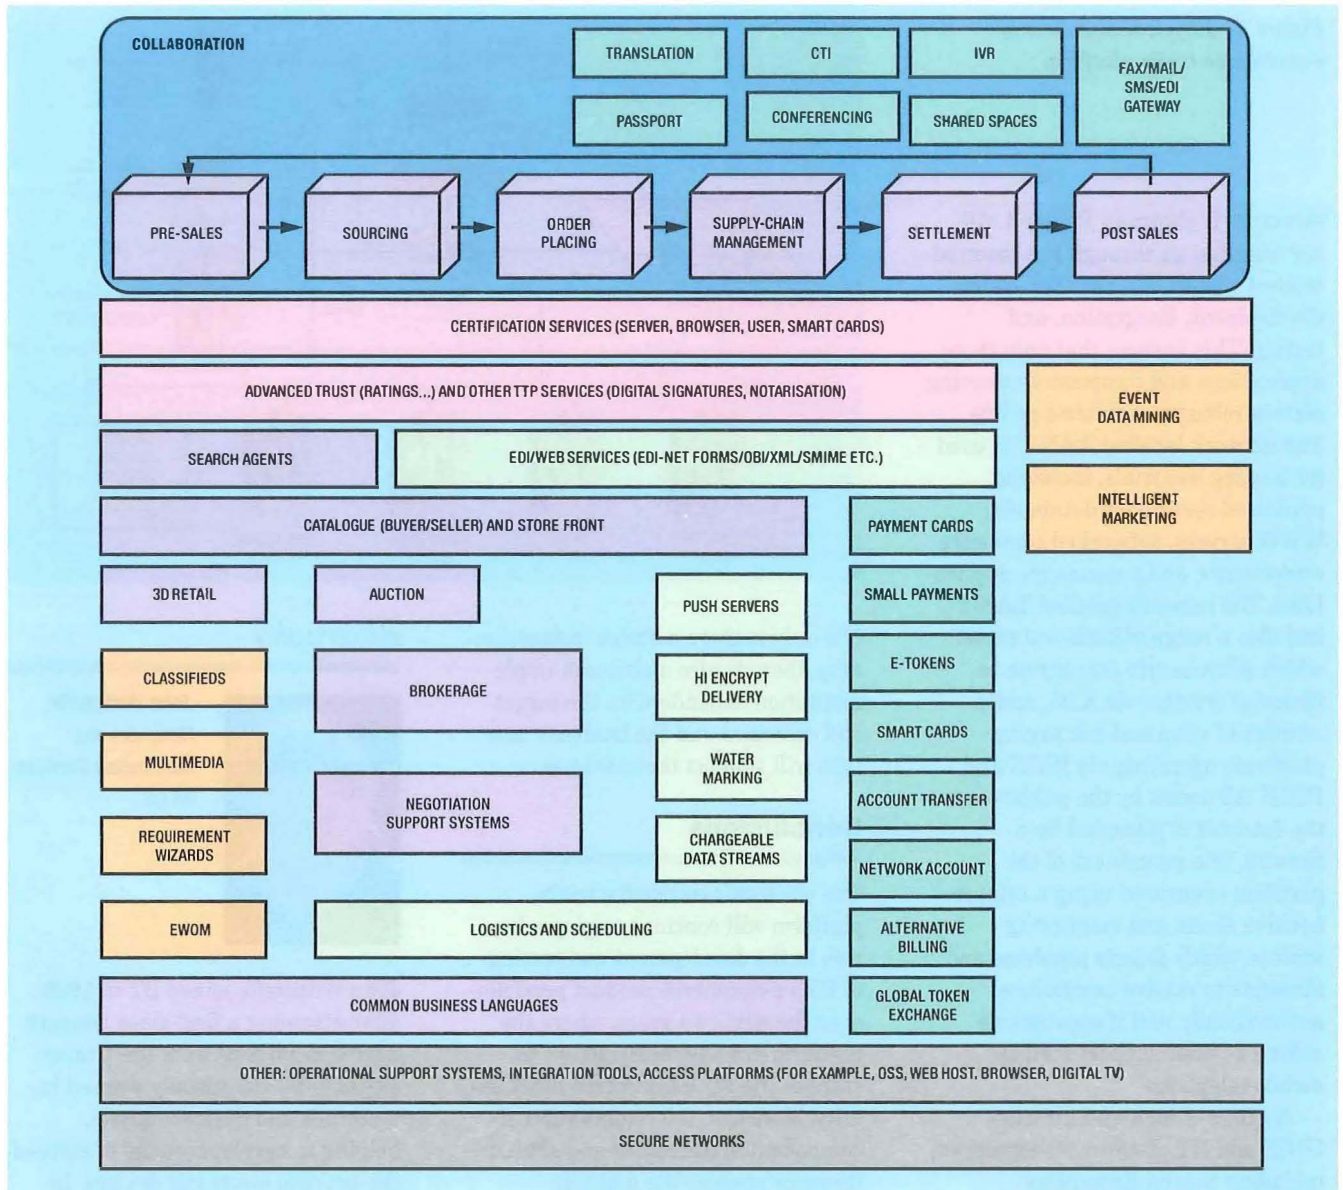 COLLABORATION
TRANSLATION
CTI
IVR
FAX/MAIL/
SMS/EDI
GATEWAY
PASSPORT
CONFERENCING
SHARED SPACES
PRE-SALES
SOURCING
ORDER
PLACING
SUPPLY-CHAIN
MANAGEMENT
SETTLEMENT
POST SALES
CERTIFICATION SERVICES (SERVER, BROWSER, USER, SMART CARDS)
ADVANCED TRUST (RATINGS...) AND OTHER TTP SERVICES (DIGITAL SIGNATURES, NOTARISATION)
EVENT
DATA MINING
SEARCH AGENTS
EDI/WEB SERVICES (EDI-NET FORMS/OBI/XML/SMIME ETC.)
INTELLIGENT
MARKETING
CATALOGUE (BUYER/SELLER) AND STORE FRONT
PAYMENT CARDS
3D RETAIL
AUCTION
PUSH SERVERS
SMALL PAYMENTS
CLASSIFIEDS
BROKERAGE
HI ENCRYPT
DELIVERY
E-TOKENS
SMART CARDS
MULTIMEDIA
WATER
MARKING
NEGOTIATION
SUPPORT SYSTEMS
ACCOUNT TRANSFER
REQUIREMENT
WIZARDS
CHARGEABLE
DATA STREAMS
NETWORK ACCOUNT
EWOM
LOGISTICS AND SCHEDULING
ALTERNATIVE
BILLING
COMMON BUSINESS LANGUAGES
GLOBAL TOKEN
EXCHANGE
OTHER: OPERATIONAL SUPPORT SYSTEMS, INTEGRATION TOOLS, ACCESS PLATFORMS (FOR EXAMPLE, OSS, WEB HOST, BROWSER, DIGITAL TV)
SECURE NETWORKS